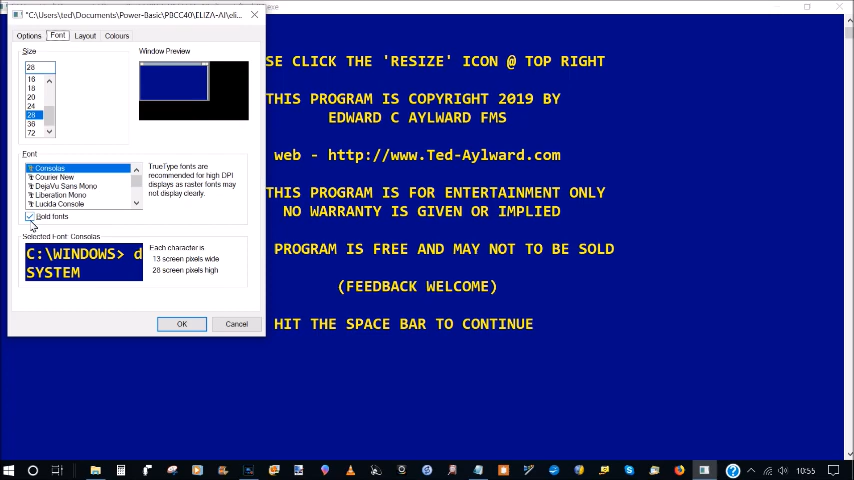 "C:\Users\ted\Documents\Power-Basic\PBCC40\ELIZA-AI\eli...
Options Font Layout Colours
Size
28
16
18
20
24
28
36
72
Window Preview
Font
Consolas
Courier New
DejaVu Sans Mono
Liberation Mono
Lucida Console
TrueType fonts are
recommended for high DPI
displays as raster fonts may
not display clearly.
Bold fonts
Selected Font: Consolas
C:\WINDOWS> d
SYSTEM
Each character is
13 screen pixels wide
28 screen pixels high
OK Cancel
SE CLICK THE 'RESIZE' ICON @ TOP RIGHT
THIS PROGRAM IS COPYRIGHT 2019 BY
EDWARD C AYLWARD FMS
web - http://www.Ted-Aylward.com
THIS PROGRAM IS FOR ENTERTAINMENT ONLY
NO WARRANTY IS GIVEN OR IMPLIED
PROGRAM IS FREE AND MAY NOT BE SOLD
(FEEDBACK WELCOME)
HIT THE SPACE BAR TO CONTINUE
10:55